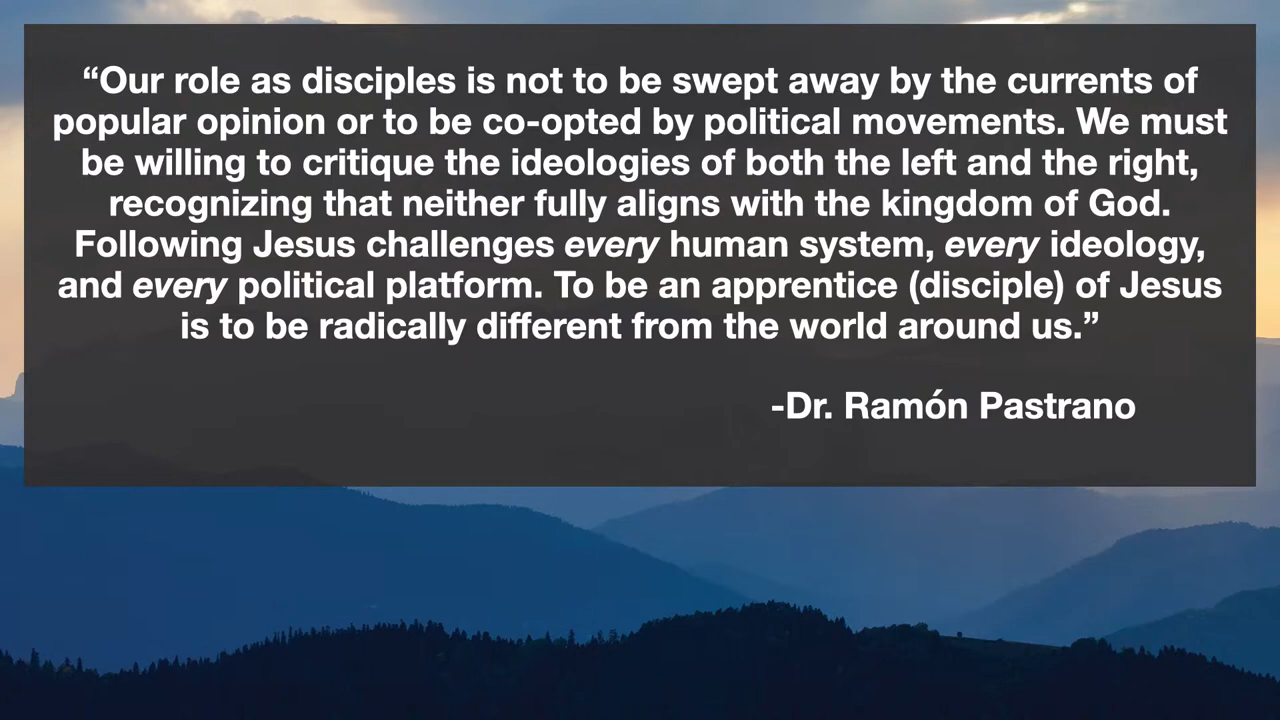 “Our role as disciples is not to be swept away by the currents of
popular opinion or to be co-opted by political movements. We must
be willing to critique the ideologies of both the left and the right,
recognizing that neither fully aligns with the kingdom of God.
Following Jesus challenges every human system, every ideology,
and every political platform. To be an apprentice (disciple) of Jesus
is to be radically different from the world around us.”
-Dr. Ramón Pastrano